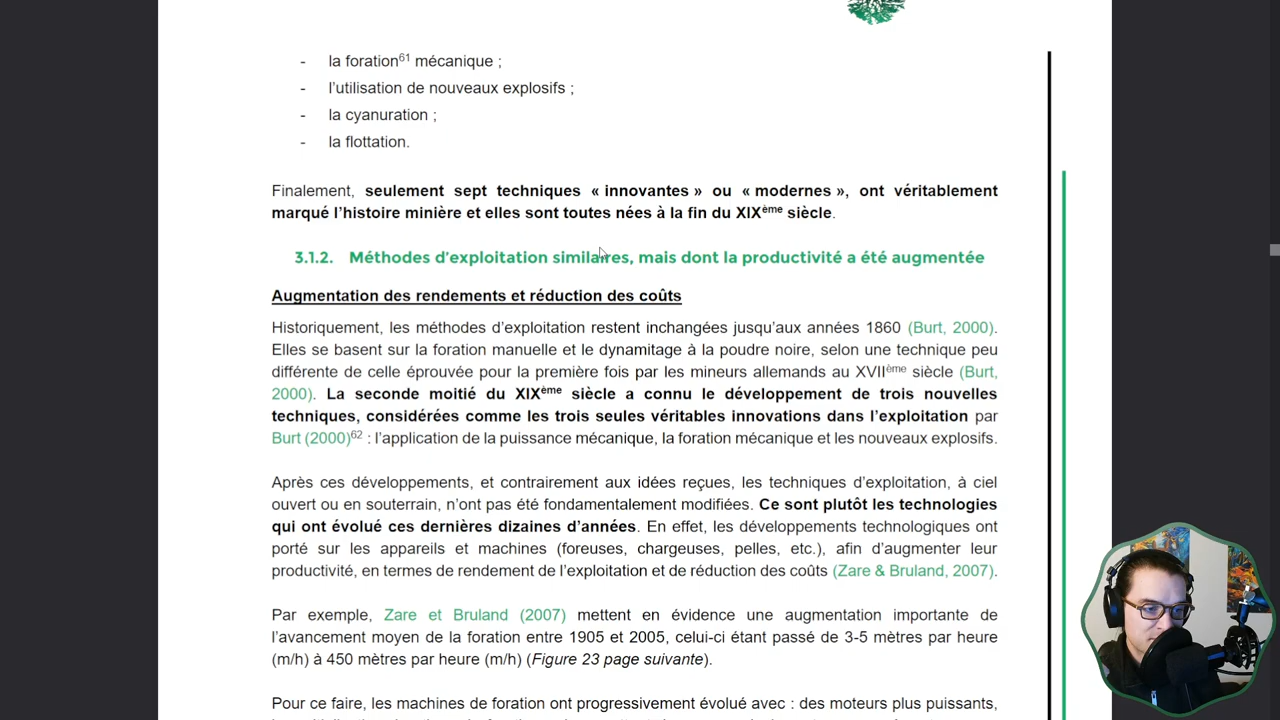 - la foration61 mécanique ;
- l'utilisation de nouveaux explosifs ;
- la cyanuration ;
- la flottation.
Finalement, seulement sept techniques « innovantes » ou « modernes », ont véritablement
marqué l'histoire minière et elles sont toutes nées à la fin du XIXème siècle.
3.1.2. Méthodes d'exploitation similaires, mais dont la productivité a été augmentée
Augmentation des rendements et réduction des coûts
Historiquement, les méthodes d'exploitation restent inchangées jusqu'aux années 1860 (Burt, 2000).
Elles se basent sur la foration manuelle et le dynamitage à la poudre noire, selon une technique peu
différente de celle éprouvée pour la première fois par les mineurs allemands au XVIIème siècle (Burt,
2000). La seconde moitié du XIXème siècle a connu le développement de trois nouvelles
techniques, considérées comme les trois seules véritables innovations dans l'exploitation par
Burt (2000)62 : l'application de la puissance mécanique, la foration mécanique et les nouveaux explosifs.
Après ces développements, et contrairement aux idées reçues, les techniques d'exploitation, à ciel
ouvert ou en souterrain, n'ont pas été fondamentalement modifiées. Ce sont plutôt les technologies
qui ont évolué ces dernières dizaines d'années. En effet, les développements technologiques ont
porté sur les appareils et machines (foreuses, chargeuses, pelles, etc.), afin d'augmenter leur
productivité, en termes de rendement de l'exploitation et de réduction des coûts (Zare & Bruland, 2007).
Par exemple, Zare et Bruland (2007) mettent en évidence une augmentation importante de
l'avancement moyen de la foration entre 1905 et 2005, celui-ci étant passé de 3-5 mètres par heure
(m/h) à 450 mètres par heure (m/h) (Figure 23 page suivante).
Pour ce faire, les machines de foration ont progressivement évolué avec : des moteurs plus puissants,